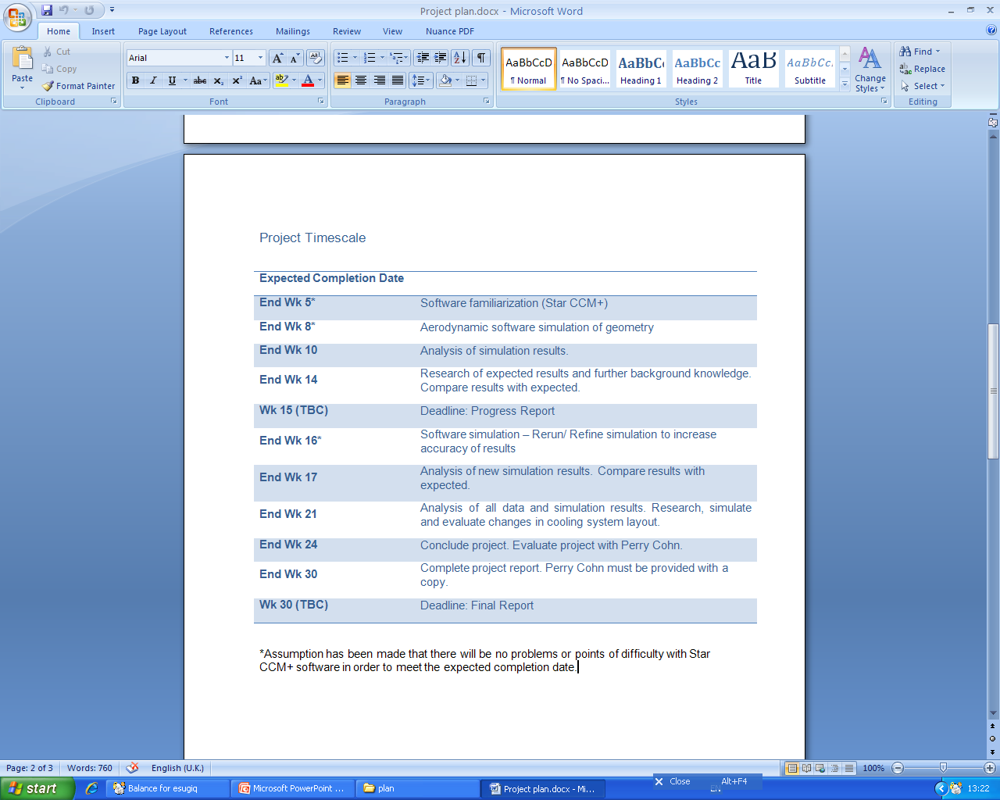 Project plan.docx - Microsoft Word
Home Insert Page Layout References Mailings Review View Nuance PDF
Paste
Cut
Copy
Format Painter
Clipboard
Arial 11
B I U abc x₂ x² Aa
Font
Paragraph
AaBbCcD AaBbCcD AaBbCc AaBbCc AaB AaBbCc
¶ Normal ¶ No Spaci... Heading 1 Heading 2 Title Subtitle
Change Styles
Styles
Find
Replace
Select
Editing
Project Timescale
Expected Completion Date
End Wk 5* Software familiarization (Star CCM+)
End Wk 8* Aerodynamic software simulation of geometry
End Wk 10 Analysis of simulation results.
End Wk 14 Research of expected results and further background knowledge.
Compare results with expected.
Wk 15 (TBC) Deadline: Progress Report
End Wk 16* Software simulation – Rerun/ Refine simulation to increase
accuracy of results
End Wk 17 Analysis of new simulation results. Compare results with
expected.
End Wk 21 Analysis of all data and simulation results. Research, simulate
and evaluate changes in cooling system layout.
End Wk 24 Conclude project. Evaluate project with Perry Cohn.
End Wk 30 Complete project report. Perry Cohn must be provided with a
copy.
Wk 30 (TBC) Deadline: Final Report
*Assumption has been made that there will be no problems or points of difficulty with Star
CCM+ software in order to meet the expected completion date.
Page: 2 of 3 Words: 760 English (U.K.) 100%
start Balance for esugiq Microsoft PowerPoint ... plan Project plan.docx - Mi... Close Alt+F4 EN 13:22